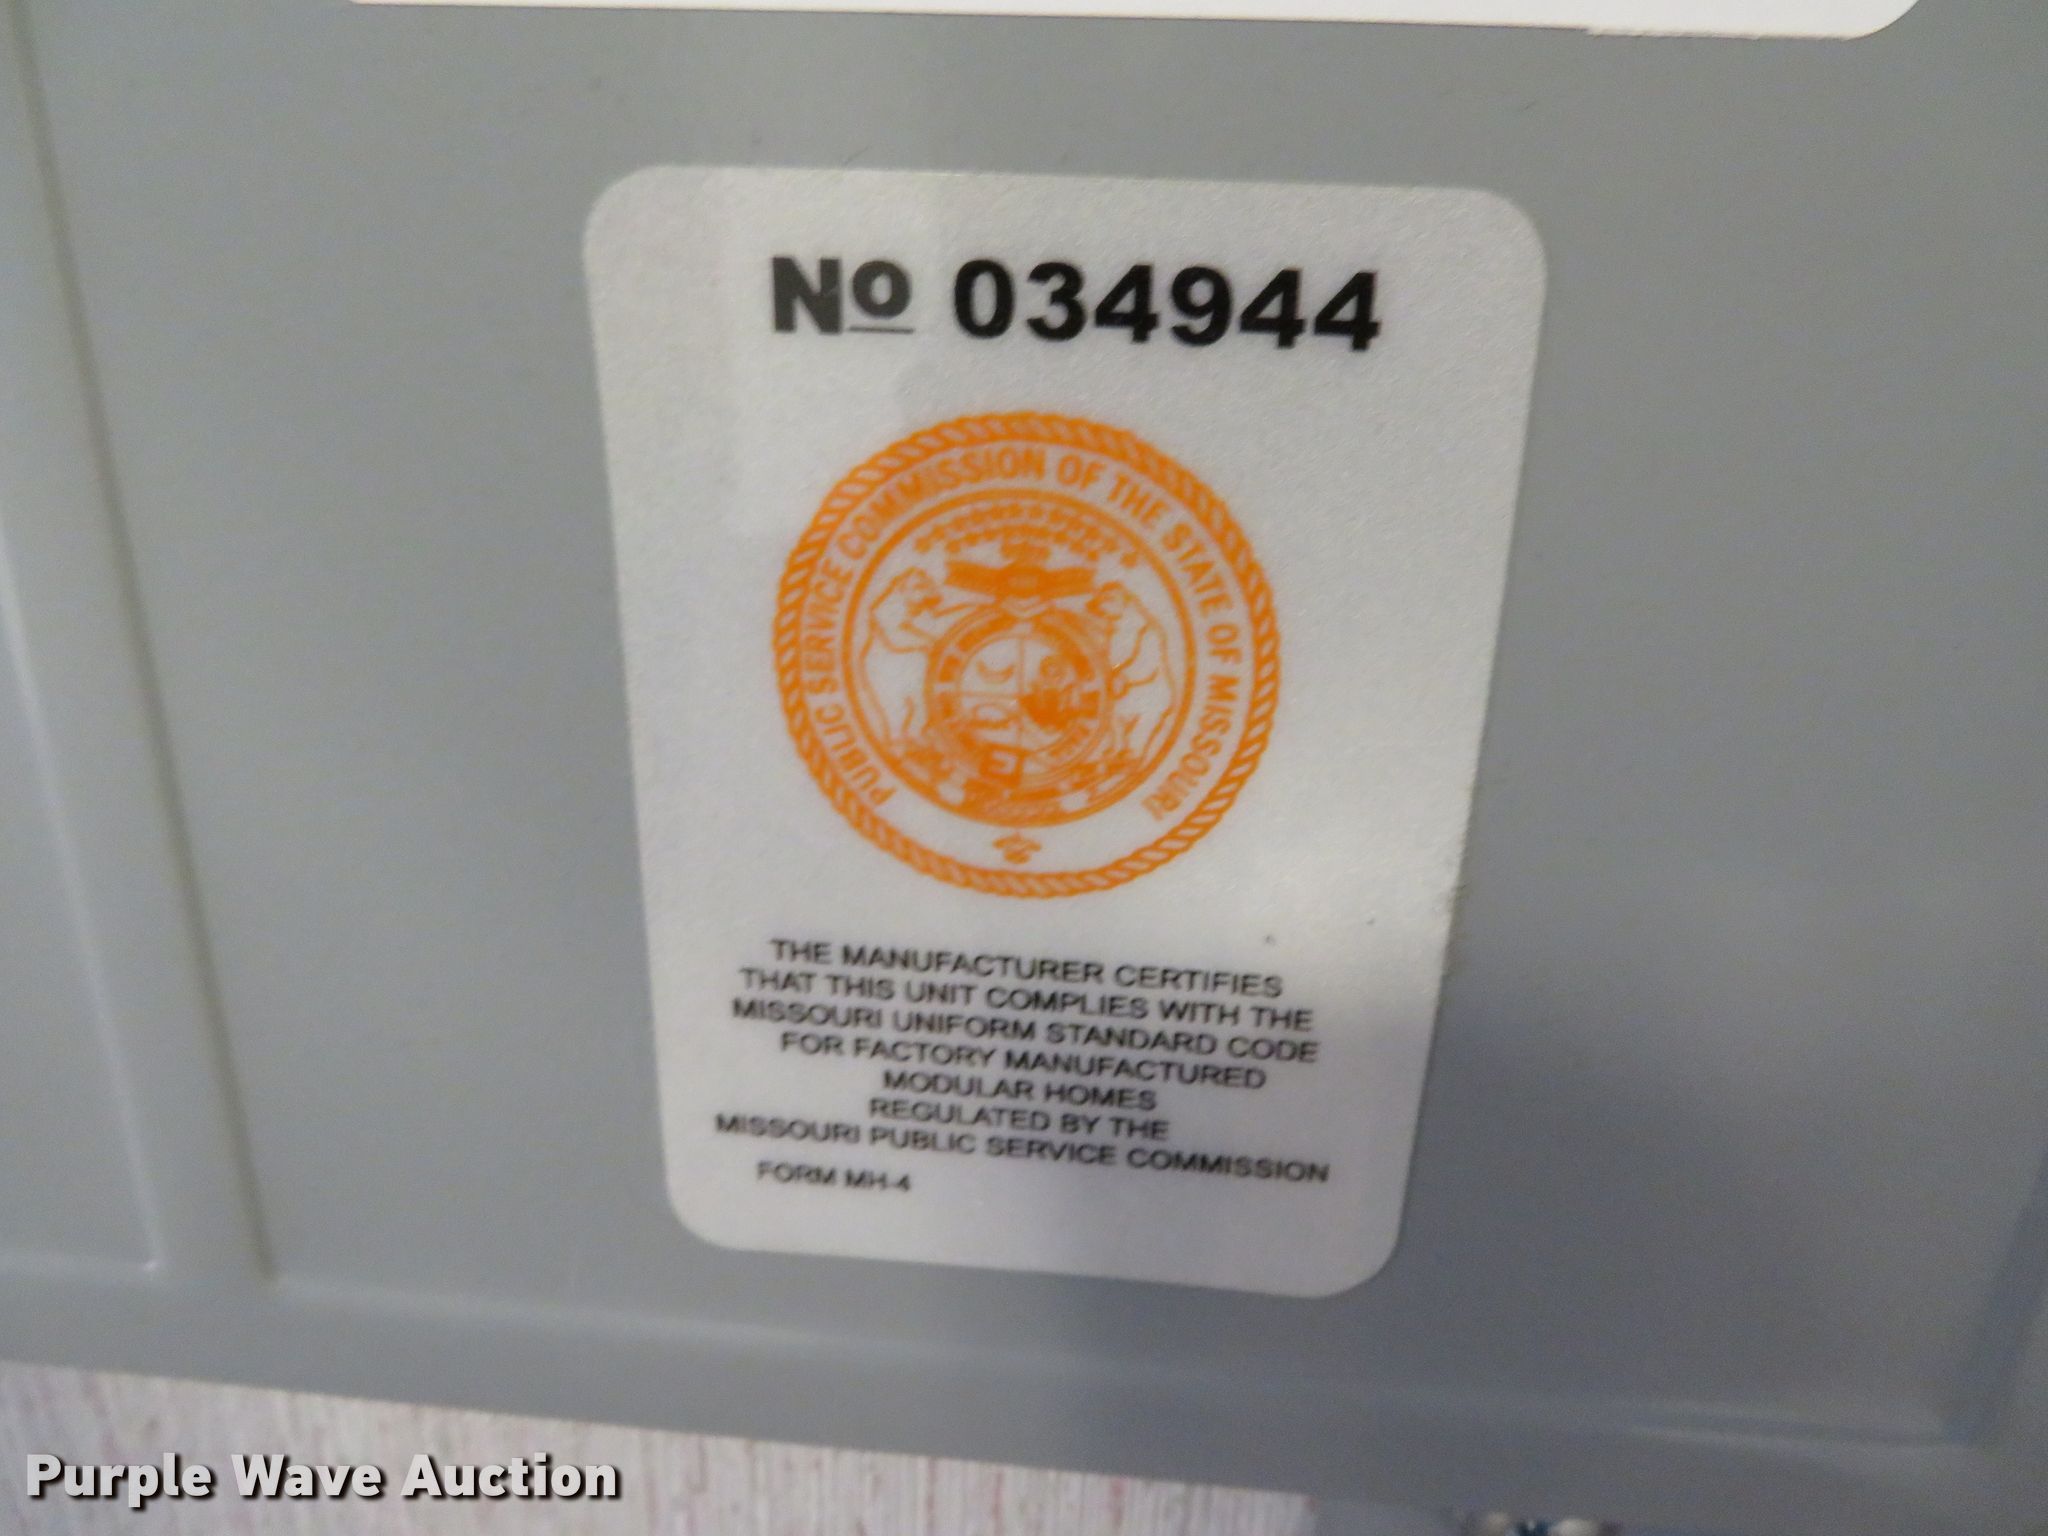 No 034944
PUBLIC SERVICE COMMISSION OF THE STATE OF MISSOURI
THE MANUFACTURER CERTIFIES
THAT THIS UNIT COMPLIES WITH THE
MISSOURI UNIFORM STANDARD CODE
FOR FACTORY MANUFACTURED
MODULAR HOMES
REGULATED BY THE
MISSOURI PUBLIC SERVICE COMMISSION
FORM MH-4
Purple Wave Auction